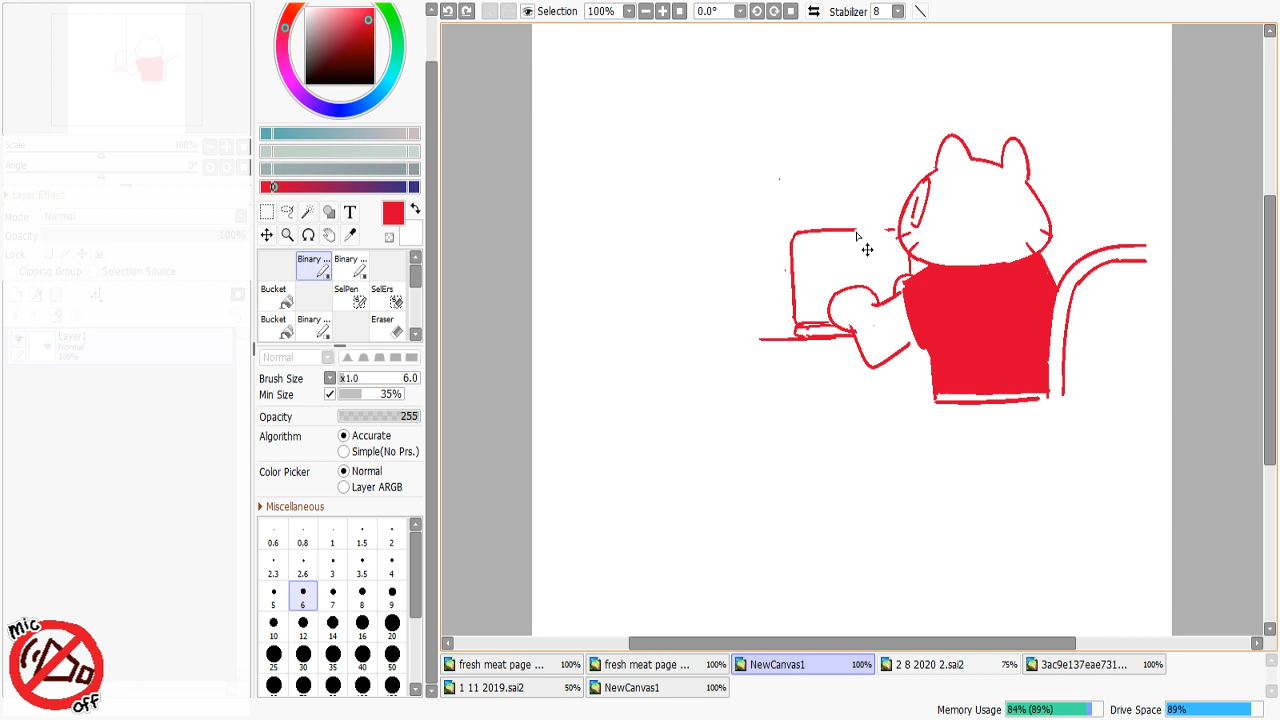 Selection 100% 0.0° Stabilizer 8
Scale 100%
Angle 0°
Layer Effect
Mode Normal
Opacity 100%
Lock
Clipping Group Selection Source
Layer1
Normal
100%
T
Binary ... Binary ...
Bucket SelPen SelErs
Bucket Binary ... Eraser
Normal
Brush Size x1.0 6.0
Min Size 35%
Opacity 255
Algorithm Accurate
Simple(No Prs.)
Color Picker Normal
Layer ARGB
Miscellaneous
0.6 0.8 1 1.5 2
2.3 2.6 3 3.5 4
5 6 7 8 9
10 12 14 16 20
25 30 35 40 50
mic
off
fresh meat page ... 100% fresh meat page ... 100% NewCanvas1 100% 2 8 2020 2.sai2 75% 3ac9e137eae731... 100%
1 11 2019.sai2 50% NewCanvas1 100%
Memory Usage 84% (89%) Drive Space 89%